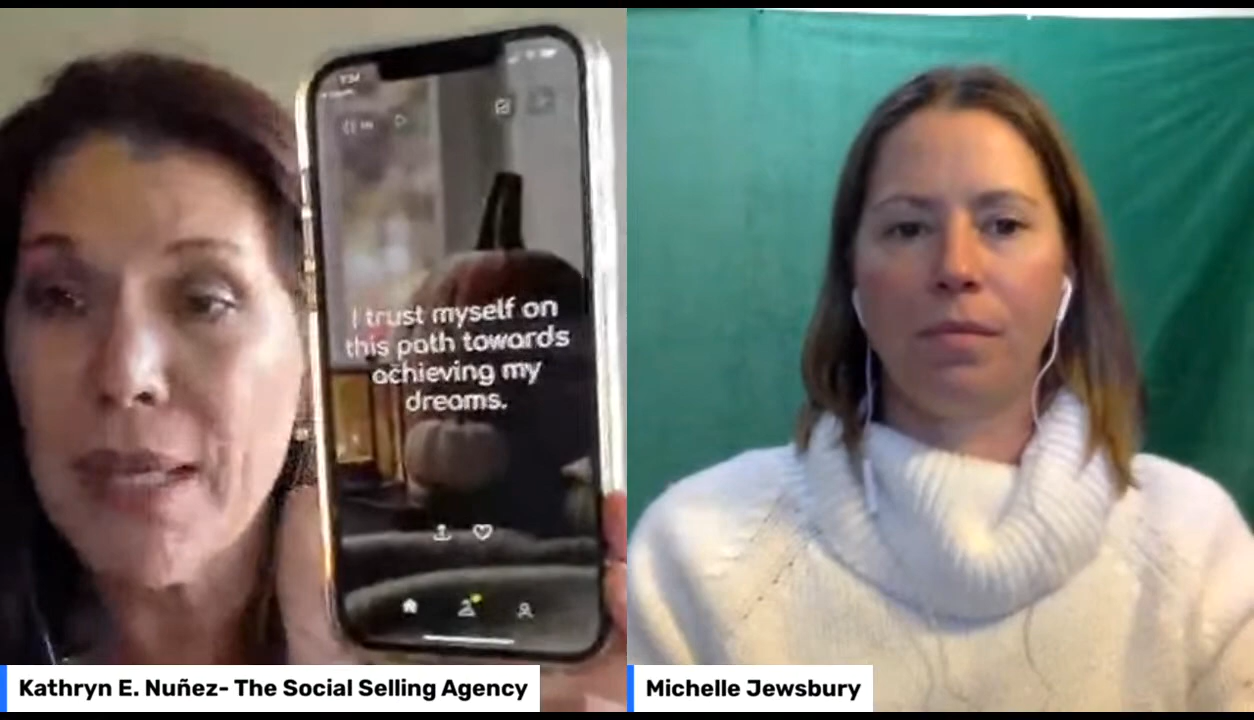 I trust myself on
this path towards
achieving my
dreams.
Kathryn E. Nuñez- The Social Selling Agency
Michelle Jewsbury